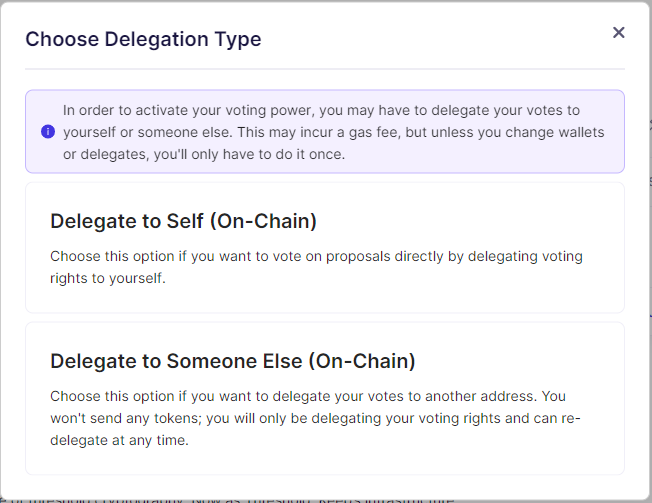 Choose Delegation Type
In order to activate your voting power, you may have to delegate your votes to
yourself or someone else. This may incur a gas fee, but unless you change wallets
or delegates, you'll only have to do it once.
Delegate to Self (On-Chain)
Choose this option if you want to vote on proposals directly by delegating voting
rights to yourself.
Delegate to Someone Else (On-Chain)
Choose this option if you want to delegate your votes to another address. You
won't send any tokens; you will only be delegating your voting rights and can re-
delegate at any time.